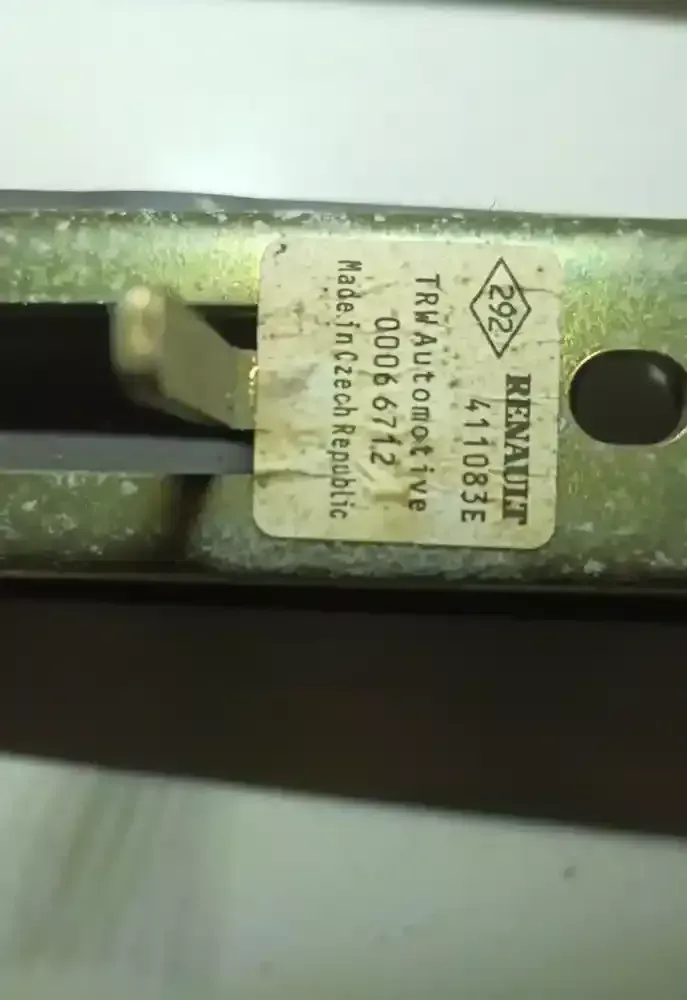 292
RENAULT
411083E
TRW Automotive
0006 6712
Made in Czech Republic